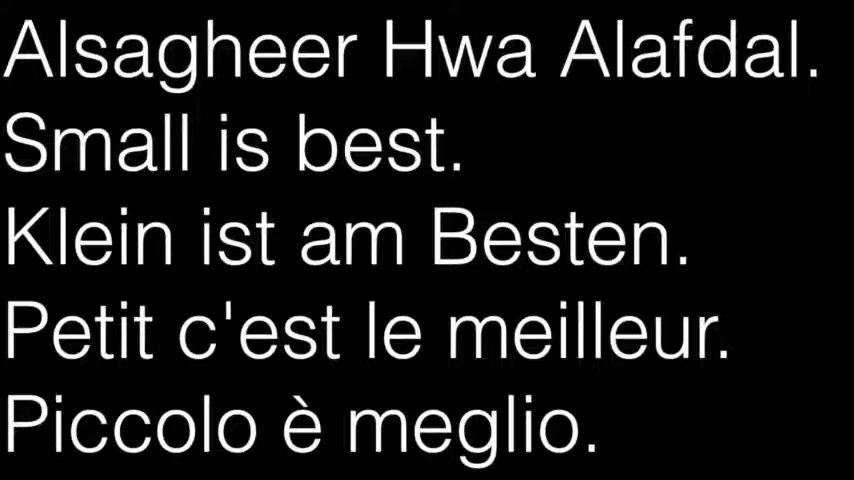 Alsagheer Hwa Alafdal.
Small is best.
Klein ist am Besten.
Petit c'est le meilleur.
Piccolo è meglio.